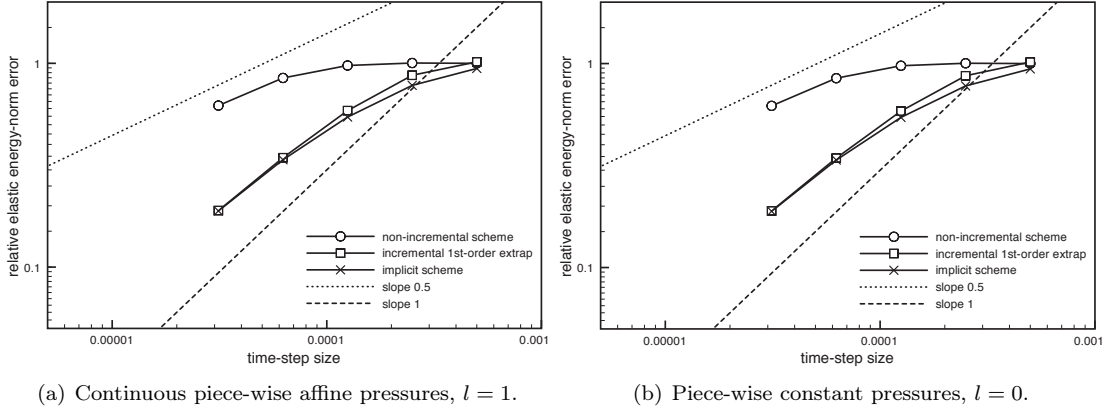 relative elastic energy-norm error
1
0.1
non-incremental scheme
incremental 1st-order extrap
implicit scheme
slope 0.5
slope 1
0.00001
0.0001
0.001
time-step size
(a) Continuous piece-wise affine pressures, l = 1.
relative elastic energy-norm error
1
0.1
non-incremental scheme
incremental 1st-order extrap
implicit scheme
slope 0.5
slope 1
0.00001
0.0001
0.001
time-step size
(b) Piece-wise constant pressures, l = 0.